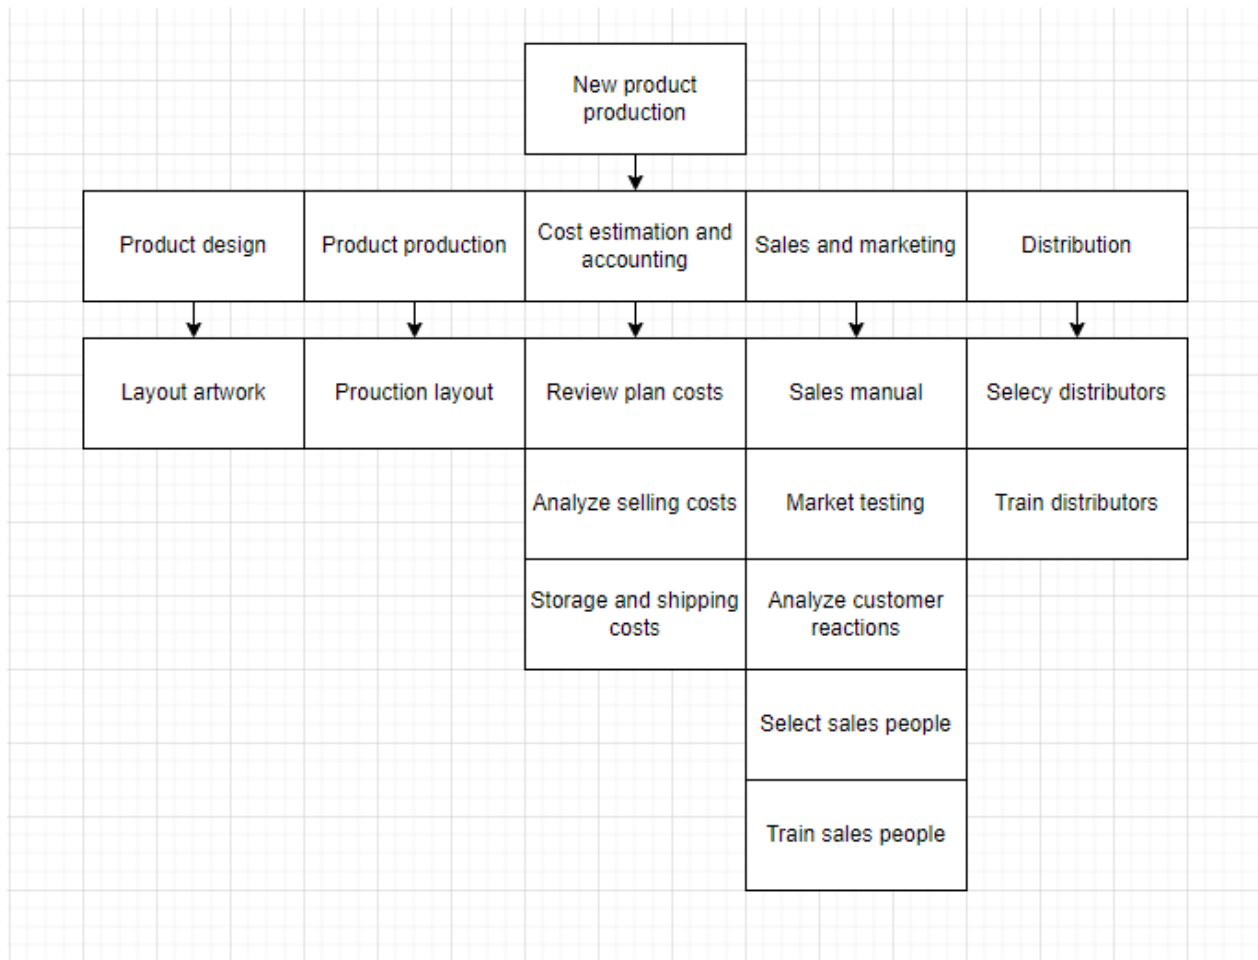 New product
production
Product design
Product production
Cost estimation and
accounting
Sales and marketing
Distribution
Layout artwork
Prouction layout
Review plan costs
Sales manual
Selecy distributors
Analyze selling costs
Market testing
Train distributors
Storage and shipping
costs
Analyze customer
reactions
Select sales people
Train sales people